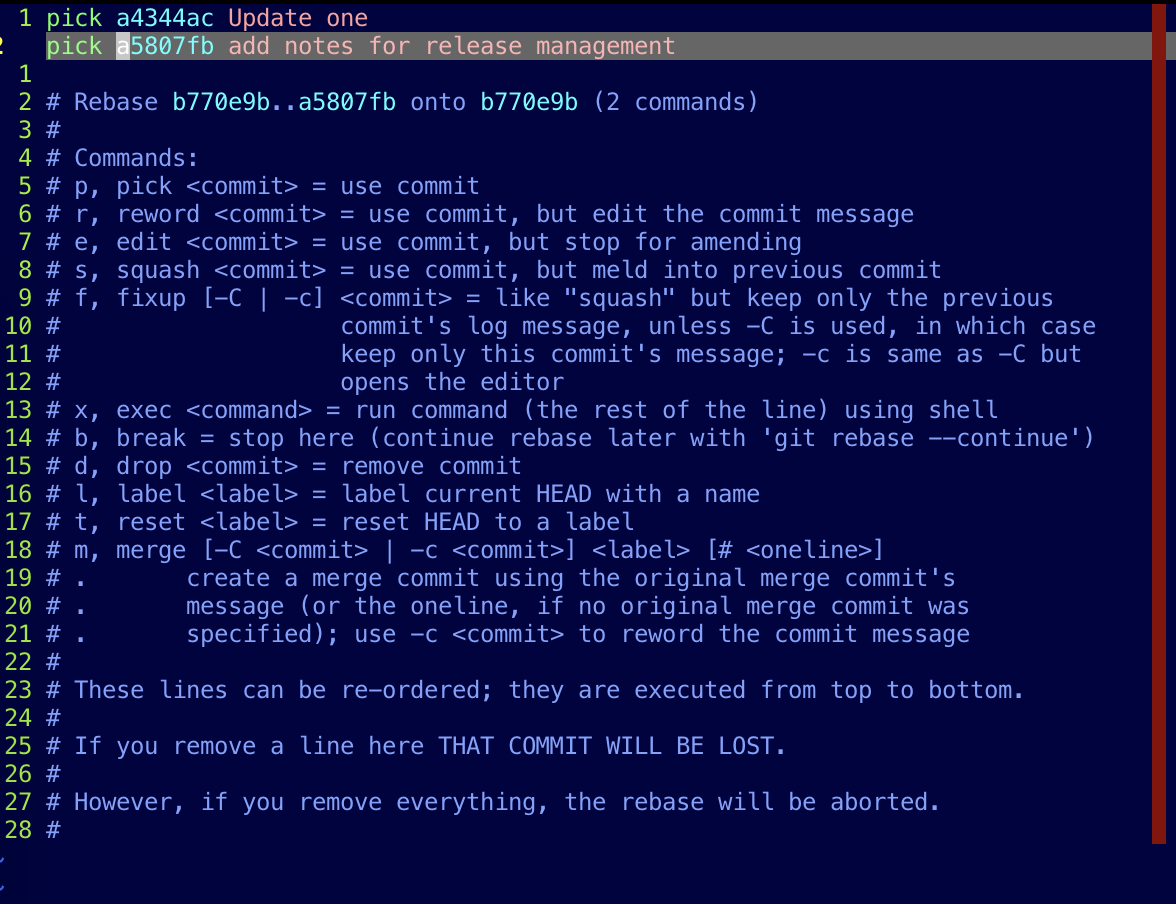 1 pick a4344ac Update one
2 pick a5807fb add notes for release management
1
2 # Rebase b770e9b..a5807fb onto b770e9b (2 commands)
3 #
4 # Commands:
5 # p, pick <commit> = use commit
6 # r, reword <commit> = use commit, but edit the commit message
7 # e, edit <commit> = use commit, but stop for amending
8 # s, squash <commit> = use commit, but meld into previous commit
9 # f, fixup [-C | -c] <commit> = like "squash" but keep only the previous
10 #                    commit's log message, unless -C is used, in which case
11 #                    keep only this commit's message; -c is same as -C but
12 #                    opens the editor
13 # x, exec <command> = run command (the rest of the line) using shell
14 # b, break = stop here (continue rebase later with 'git rebase --continue')
15 # d, drop <commit> = remove commit
16 # l, label <label> = label current HEAD with a name
17 # t, reset <label> = reset HEAD to a label
18 # m, merge [-C <commit> | -c <commit>] <label> [# <oneline>]
19 # .       create a merge commit using the original merge commit's
20 # .       message (or the oneline, if no original merge commit was
21 # .       specified); use -c <commit> to reword the commit message
22 #
23 # These lines can be re-ordered; they are executed from top to bottom.
24 #
25 # If you remove a line here THAT COMMIT WILL BE LOST.
26 #
27 # However, if you remove everything, the rebase will be aborted.
28 #
~
~